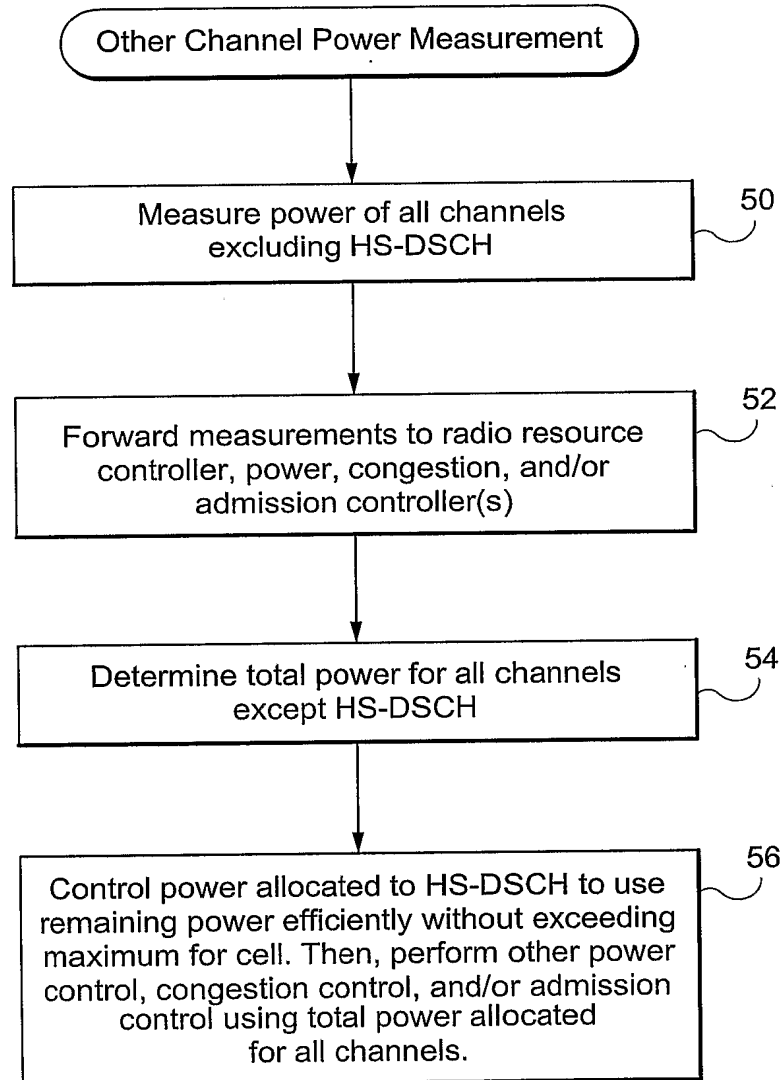 Other Channel Power Measurement
50
Measure power of all channels
excluding HS-DSCH
52
Forward measurements to radio resource
controller, power, congestion, and/or
admission controller(s)
54
Determine total power for all channels
except HS-DSCH
56
Control power allocated to HS-DSCH to use
remaining power efficiently without exceeding
maximum for cell. Then, perform other power
control, congestion control, and/or admission
control using total power allocated
for all channels.